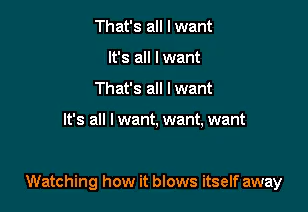 That's all I want
It's all I want
That's all I want
It's all I want, want, want
Watching how it blows itself away